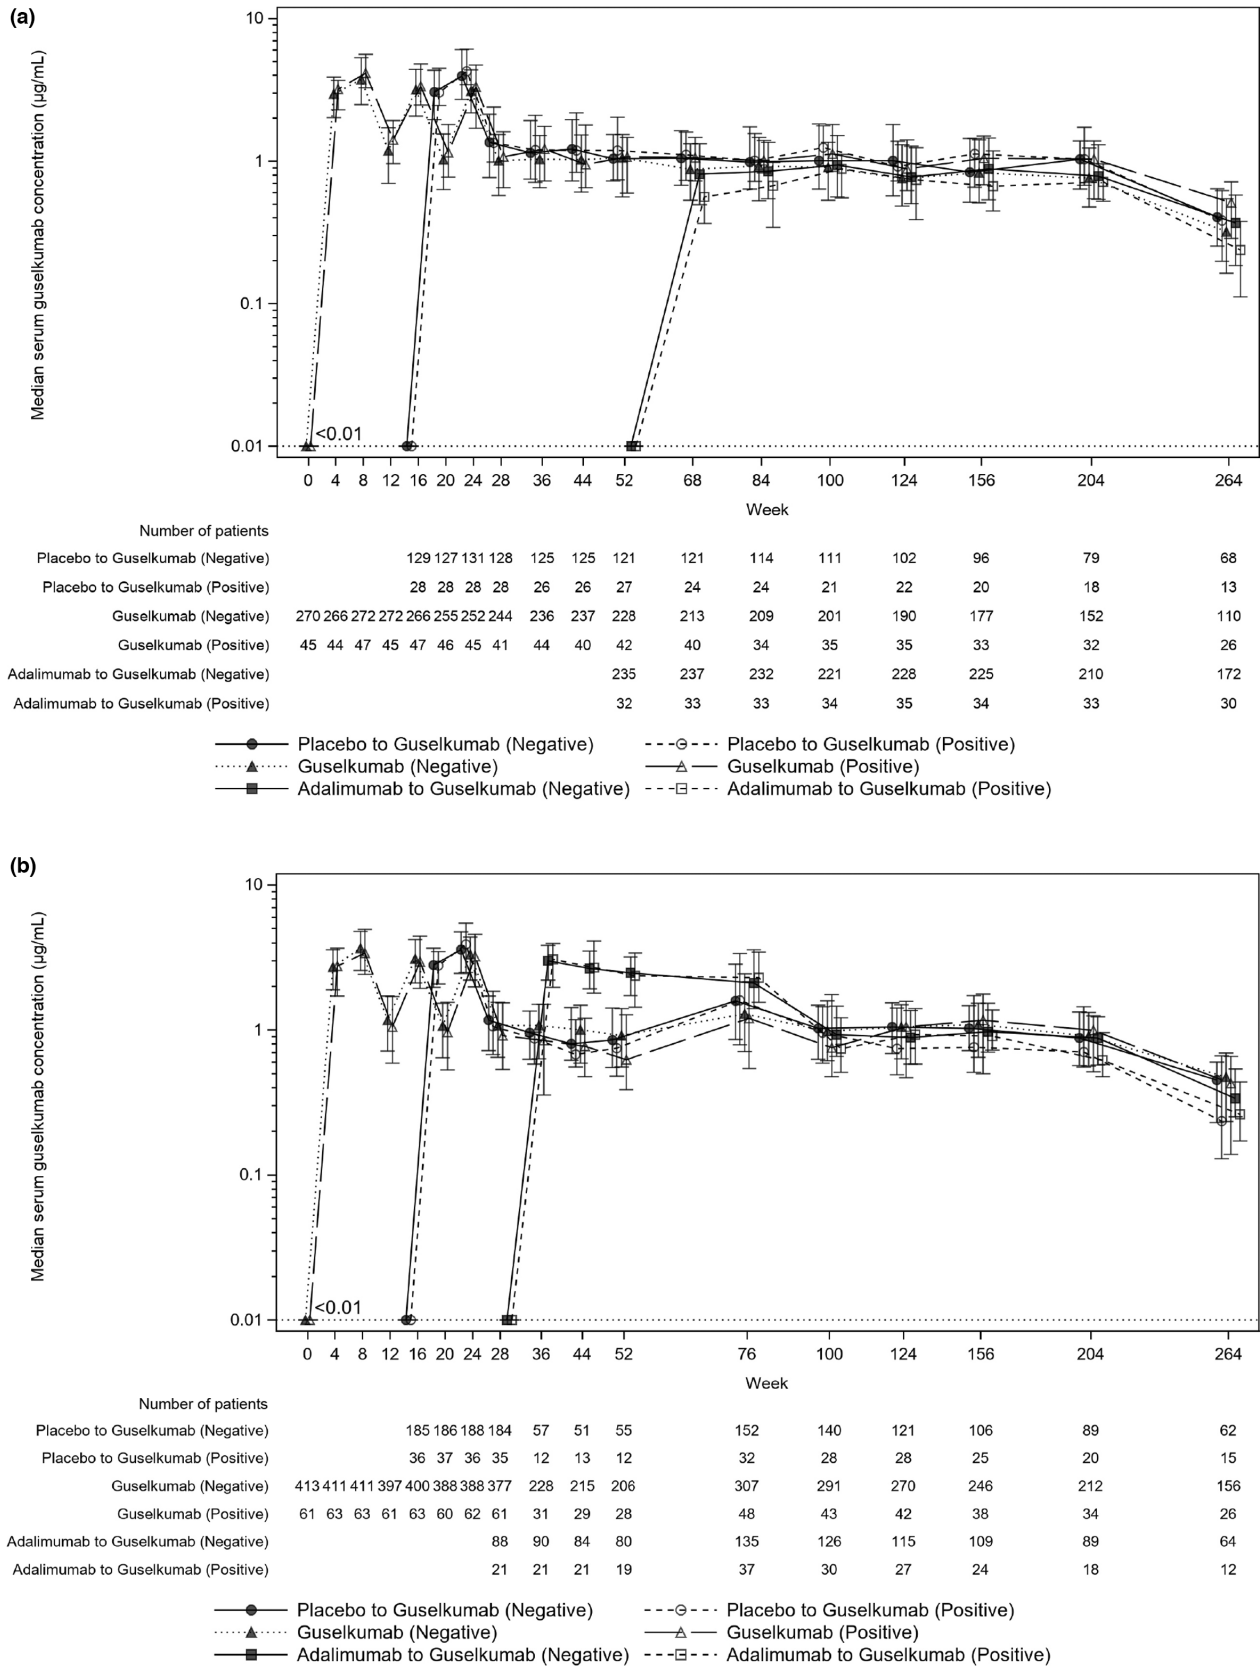 (a)
Median serum guselkumab concentration (µg/mL)
10
1
0.1
0.01
<0.01
0 4 8 12 16 20 24 28 36 44 52 68 84 100 124 156 204 264
Week
Number of patients
Placebo to Guselkumab (Negative) 129 127 131 128 125 125 121 121 114 111 102 96 79 68
Placebo to Guselkumab (Positive) 28 28 28 28 26 26 27 24 24 21 22 20 18 13
Guselkumab (Negative) 270 266 272 272 266 255 252 244 236 237 228 213 209 201 190 177 152 110
Guselkumab (Positive) 45 44 47 45 47 46 45 41 44 40 42 40 34 35 35 33 32 26
Adalimumab to Guselkumab (Negative) 235 237 232 221 228 225 210 172
Adalimumab to Guselkumab (Positive) 32 33 33 34 35 34 33 30
Placebo to Guselkumab (Negative) Placebo to Guselkumab (Positive)
Guselkumab (Negative) Guselkumab (Positive)
Adalimumab to Guselkumab (Negative) Adalimumab to Guselkumab (Positive)
(b)
Median serum guselkumab concentration (µg/mL)
10
1
0.1
0.01
<0.01
0 4 8 12 16 20 24 28 36 44 52 76 100 124 156 204 264
Week
Number of patients
Placebo to Guselkumab (Negative) 185 186 188 184 57 51 55 152 140 121 106 89 62
Placebo to Guselkumab (Positive) 36 37 36 35 12 13 12 32 28 28 25 20 15
Guselkumab (Negative) 413 411 411 397 400 388 388 377 228 215 206 307 291 270 246 212 156
Guselkumab (Positive) 61 63 63 61 63 60 62 61 31 29 28 48 43 42 38 34 26
Adalimumab to Guselkumab (Negative) 88 90 84 80 135 126 115 109 89 64
Adalimumab to Guselkumab (Positive) 21 21 21 19 37 30 27 24 18 12
Placebo to Guselkumab (Negative) Placebo to Guselkumab (Positive)
Guselkumab (Negative) Guselkumab (Positive)
Adalimumab to Guselkumab (Negative) Adalimumab to Guselkumab (Positive)